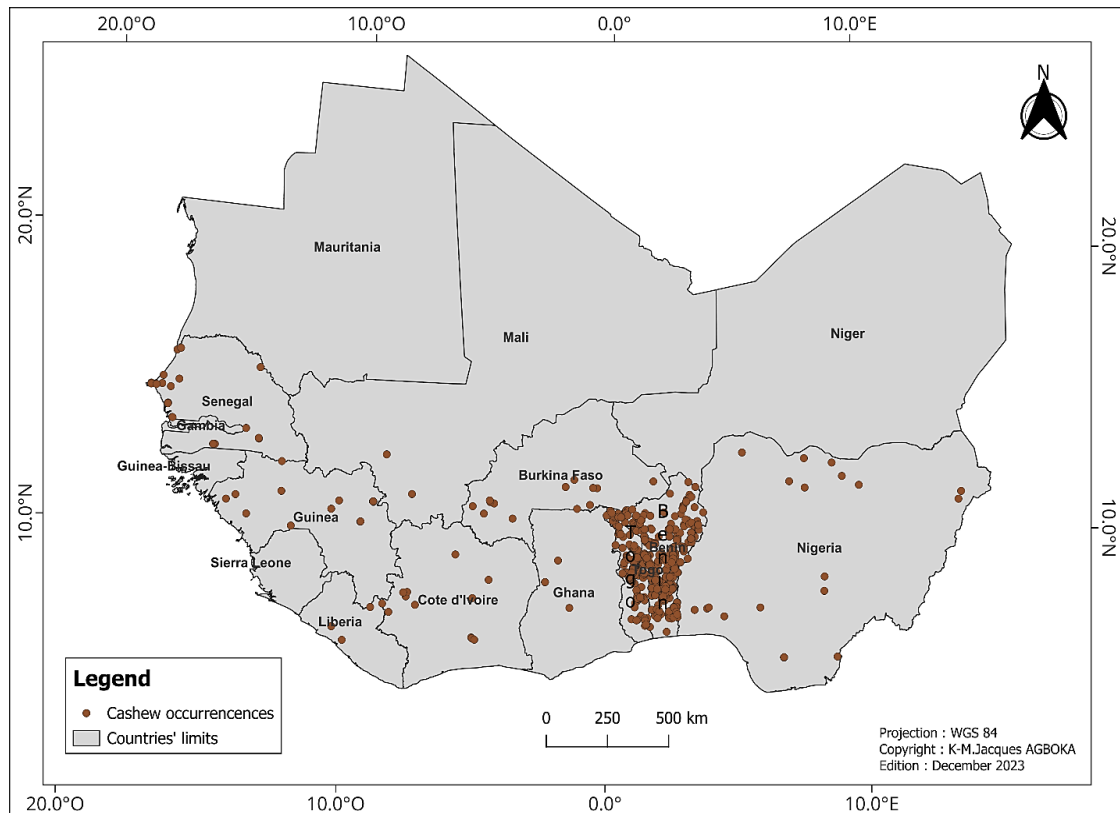 20.0°O 10.0°O 0.0° 10.0°E
N
20.0°N
20.0°N
Mauritania
Mali
Niger
Senegal
Gambia
Guinea-Bissau
Burkina Faso
10.0°N
10.0°N
Guinea
Benin
Benin
Togo
Togo
Nigeria
Sierra Leone
Ghana
Cote d'Ivoire
Liberia
Legend
Cashew occurrencences
Countries' limits
0 250 500 km
Projection : WGS 84
Copyright : K-M.Jacques AGBOKA
Edition : December 2023
20.0°O 10.0°O 0.0° 10.0°E